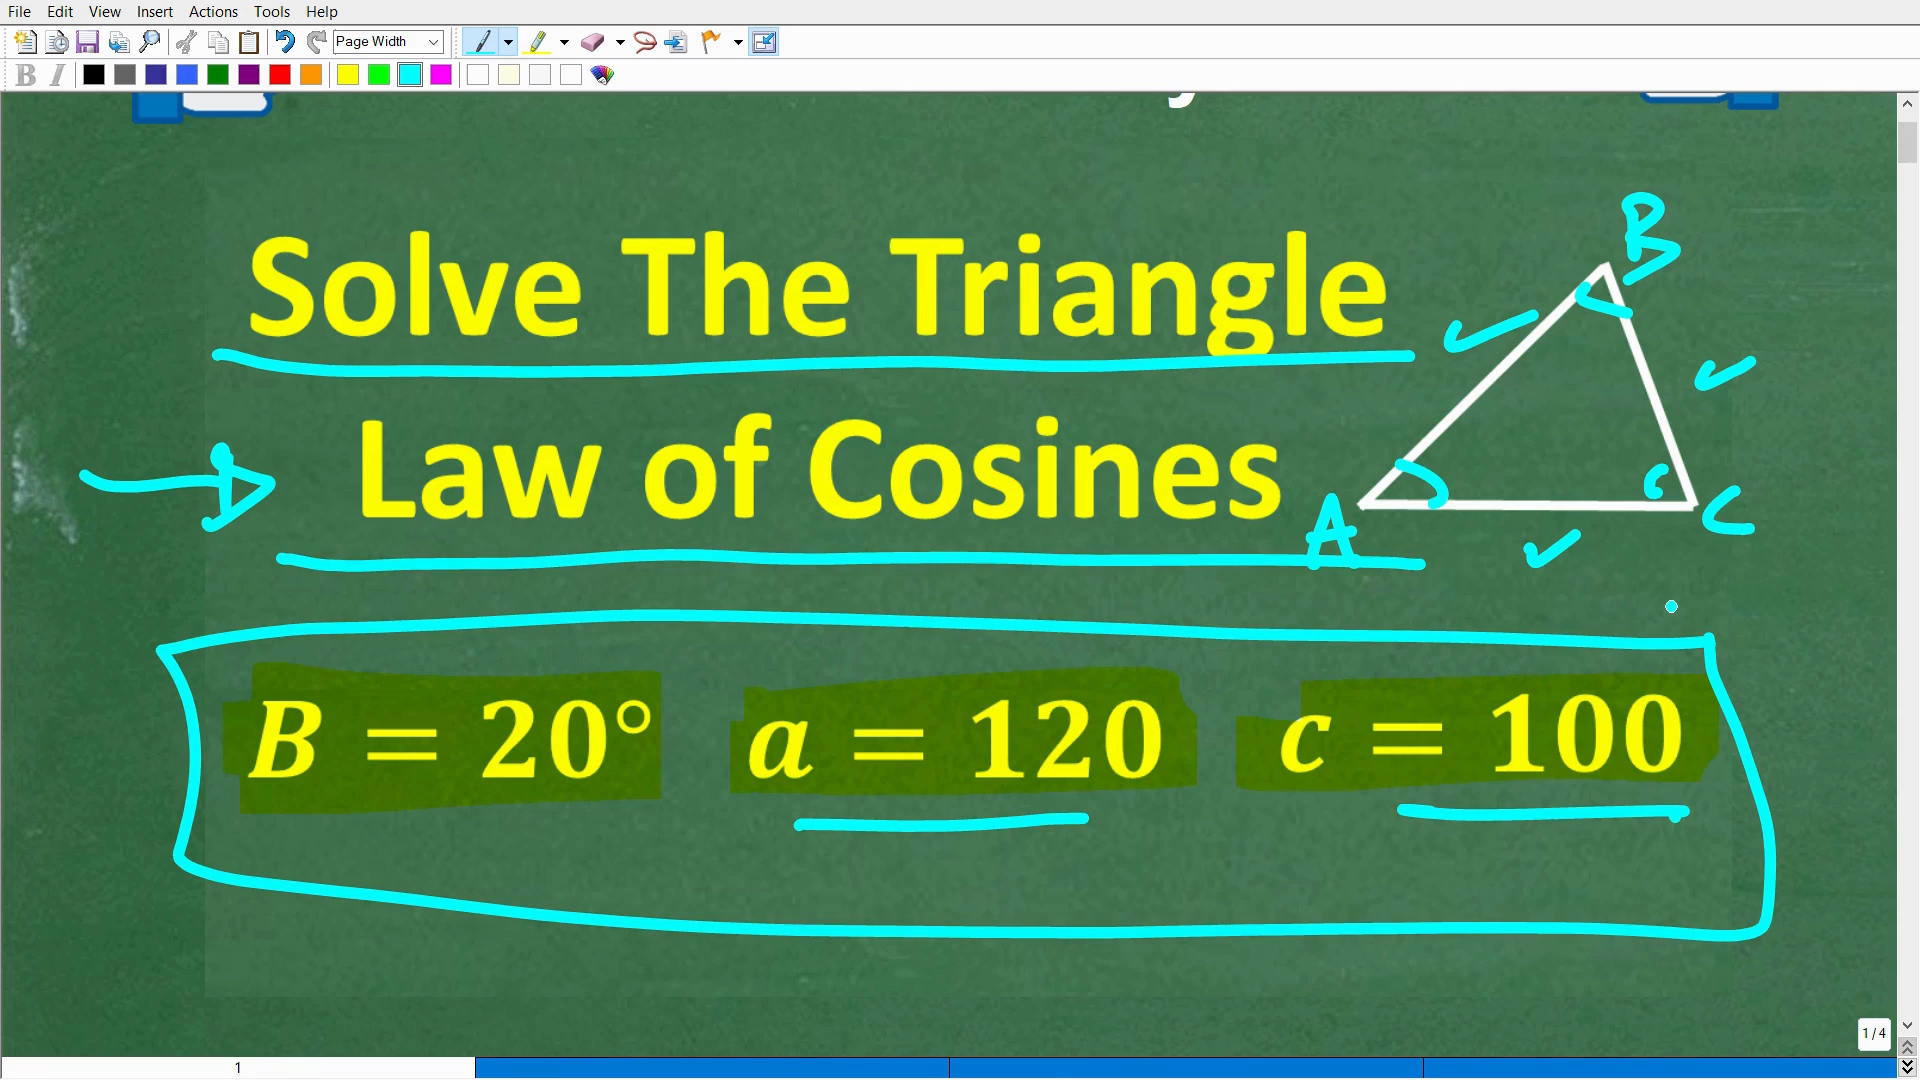 File Edit View Insert Actions Tools Help
Page Width
B I
Solve The Triangle
B
Law of Cosines
A
C
B = 20° a = 120 c = 100
1 / 4
1